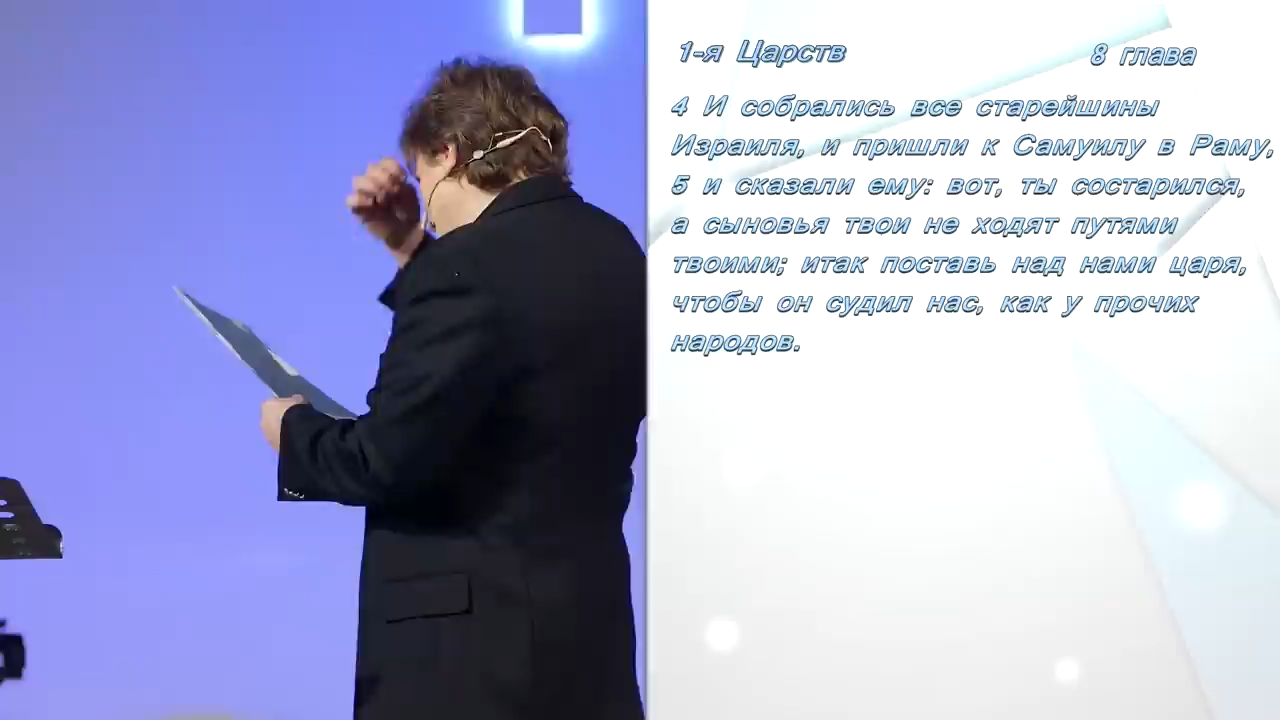 1-я Царств 8 глава
4 И собрались все старейшины
Израиля, и пришли к Самуилу в Раму,
5 и сказали ему: вот, ты состарился,
а сыновья твои не ходят путями
твоими; итак поставь над нами царя,
чтобы он судил нас, как у прочих
народов.